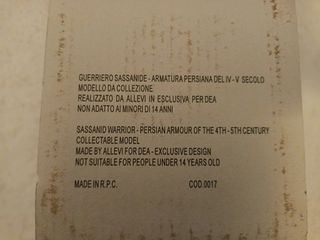 GUERRIERO SASSANIDE - ARMATURA PERSIANA DEL IV - V SECOLO
MODELLO DA COLLEZIONE
REALIZZATO DA ALLEVI IN ESCLUSIVA PER DEA
NON ADATTO AI MINORI DI 14 ANNI
SASSANID WARRIOR - PERSIAN ARMOUR OF THE 4TH - 5TH CENTURY
COLLECTABLE MODEL
MADE BY ALLEVI FOR DEA - EXCLUSIVE DESIGN
NOT SUITABLE FOR PEOPLE UNDER 14 YEARS OLD
MADE IN R.P.C. COD.0017